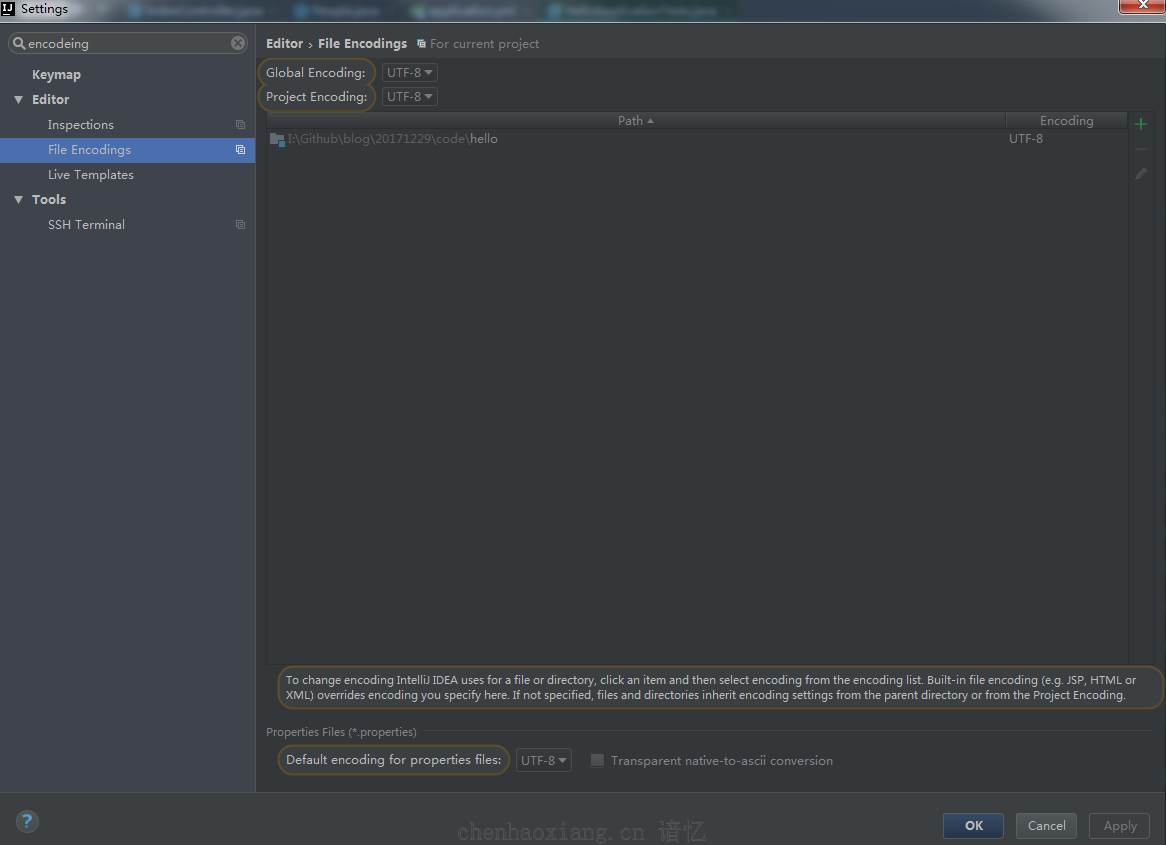 Settings
encodeing
Keymap
Editor
Inspections
File Encodings
Live Templates
Tools
SSH Terminal
Editor › File Encodings For current project
Global Encoding: UTF-8
Project Encoding: UTF-8
Path Encoding
I:\Github\blog\20171229\code\hello UTF-8
To change encoding IntelliJ IDEA uses for a file or directory, click an item and then select encoding from the encoding list. Built-in file encoding (e.g. JSP, HTML or
XML) overrides encoding you specify here. If not specified, files and directories inherit encoding settings from the parent directory or from the Project Encoding.
Properties Files (*.properties)
Default encoding for properties files: UTF-8 Transparent native-to-ascii conversion
?
chenhaoxiang.cn 谙忆
OK Cancel Apply